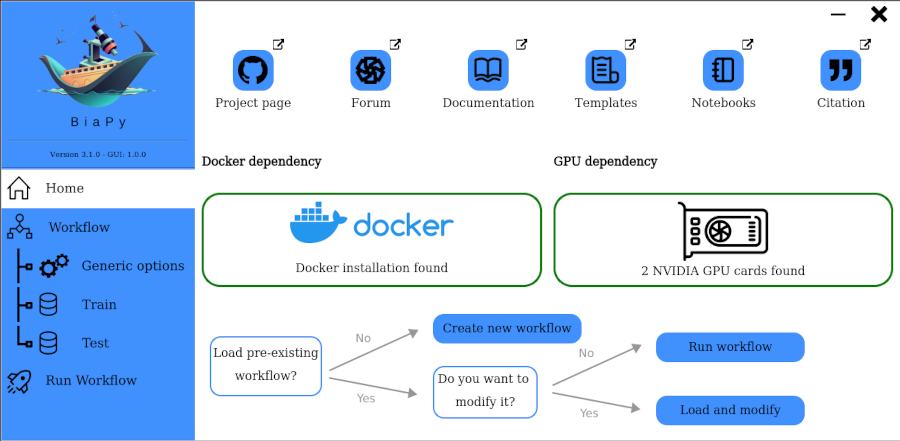 BiaPy
Version 3.1.0 - GUI: 1.0.0
Home
Workflow
Generic options
Train
Test
Run Workflow
Project page
Forum
Documentation
Templates
Notebooks
Citation
Docker dependency
GPU dependency
docker
Docker installation found
2 NVIDIA GPU cards found
Load pre-existing
workflow?
No
Yes
Create new workflow
Do you want to
modify it?
No
Yes
Run workflow
Load and modify